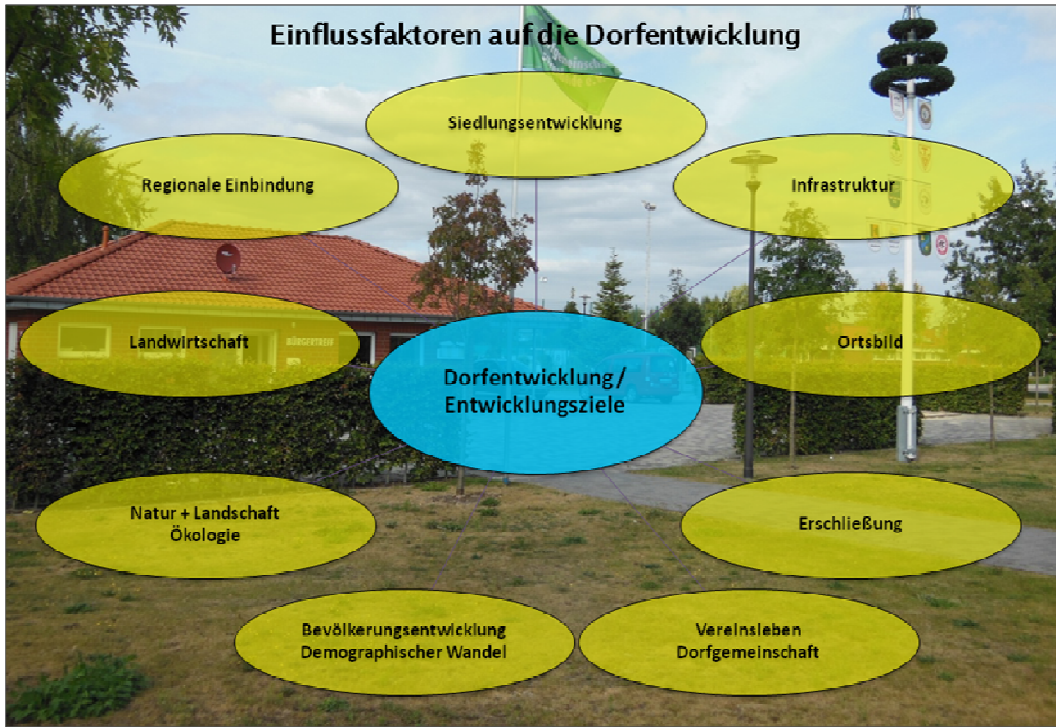 Einflussfaktoren auf die Dorfentwicklung
Siedlungsentwicklung
Regionale Einbindung
Infrastruktur
Landwirtschaft
Ortsbild
Dorfentwicklung/
Entwicklungsziele
Natur + Landschaft
Ökologie
Erschließung
Bevölkerungsentwicklung
Demographischer Wandel
Vereinsleben
Dorfgemeinschaft